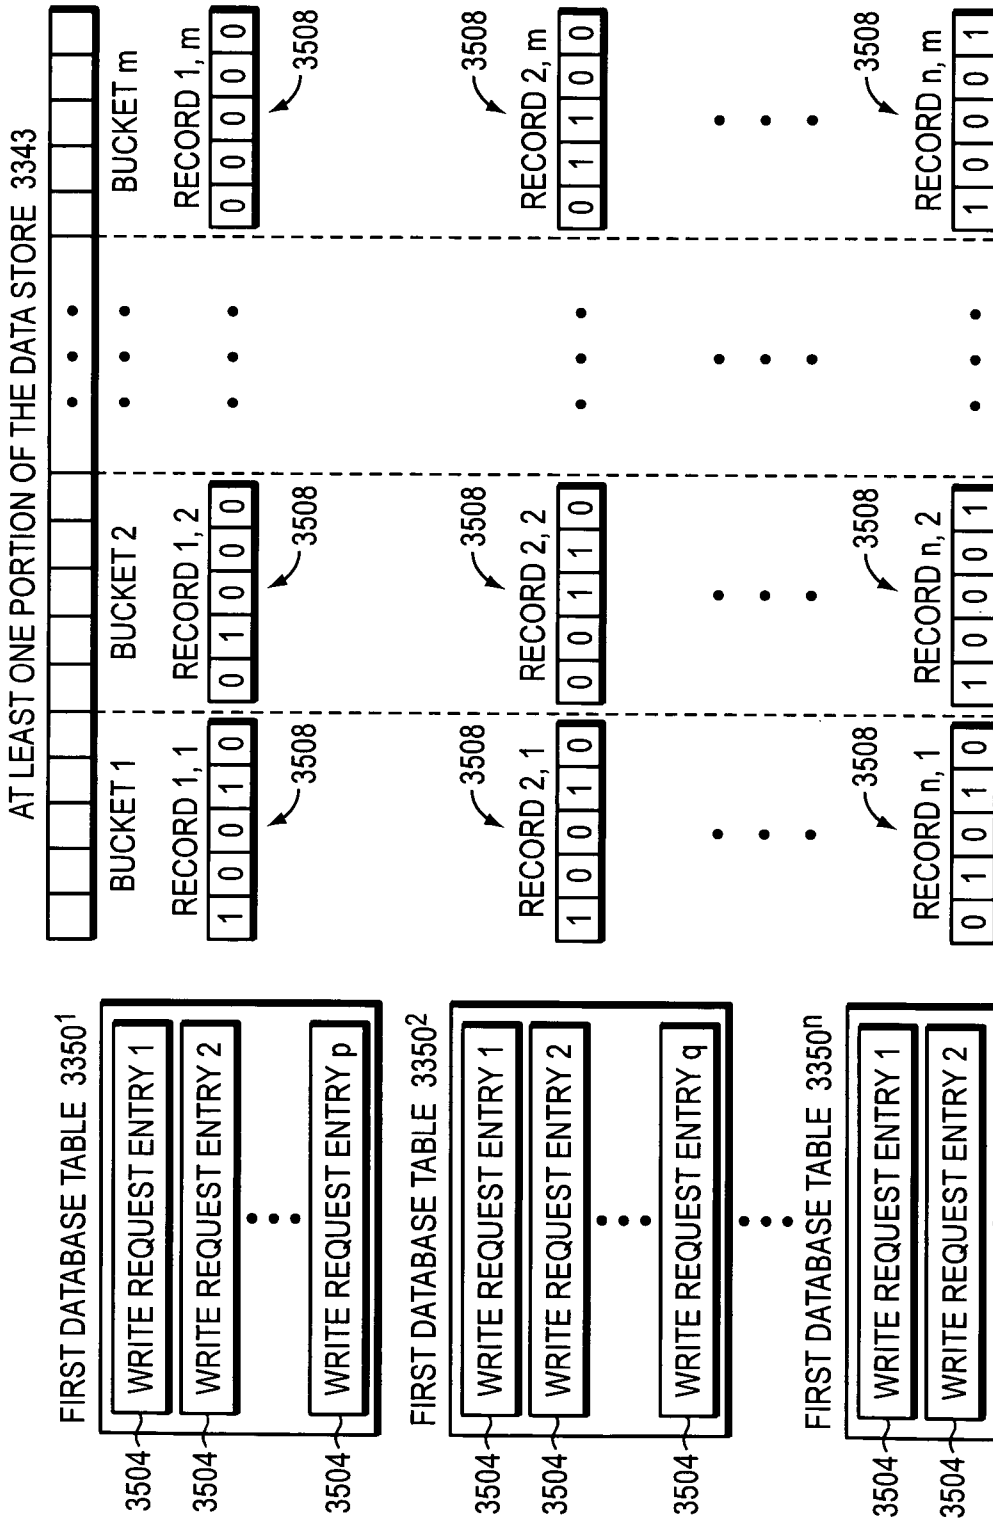 AT LEAST ONE PORTION OF THE DATA STORE 3343
BUCKET 1 BUCKET 2 BUCKET m
FIRST DATABASE TABLE 3350¹
3504 WRITE REQUEST ENTRY 1
3504 WRITE REQUEST ENTRY 2
3504 WRITE REQUEST ENTRY p
RECORD 1, 1 RECORD 1, 2 RECORD 1, m
1 0 0 1 0 0 1 0 0 0 0 0 0 0 0
3508 3508 3508
FIRST DATABASE TABLE 3350²
3504 WRITE REQUEST ENTRY 1
3504 WRITE REQUEST ENTRY 2
3504 WRITE REQUEST ENTRY q
3508 3508 3508
RECORD 2, 1 RECORD 2, 2 RECORD 2, m
1 0 0 1 0 0 0 1 1 0 0 1 1 0 0
FIRST DATABASE TABLE 3350ⁿ
3504 WRITE REQUEST ENTRY 1
3504 WRITE REQUEST ENTRY 2
3508 3508 3508
RECORD n, 1 RECORD n, 2 RECORD n, m
0 1 0 1 0 1 0 0 0 1 1 0 0 0 1